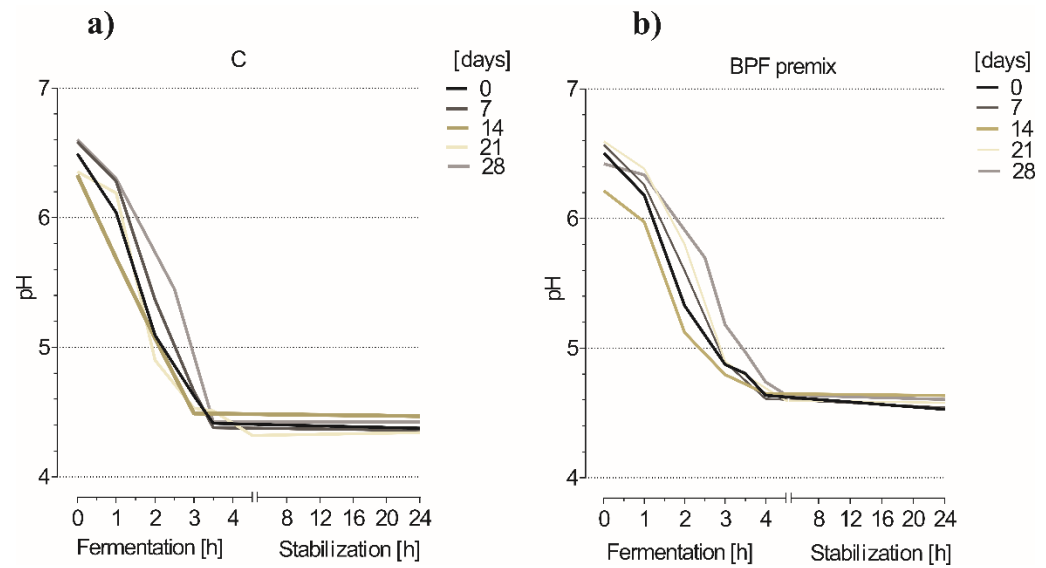 a)
C
[days]
0
7
14
21
28
7
6
5
4
pH
0 1 2 3 4 8 12 16 20 24
Fermentation [h] Stabilization [h]
b)
BPF premix
[days]
0
7
14
21
28
7
6
5
4
pH
0 1 2 3 4 8 12 16 20 24
Fermentation [h] Stabilization [h]